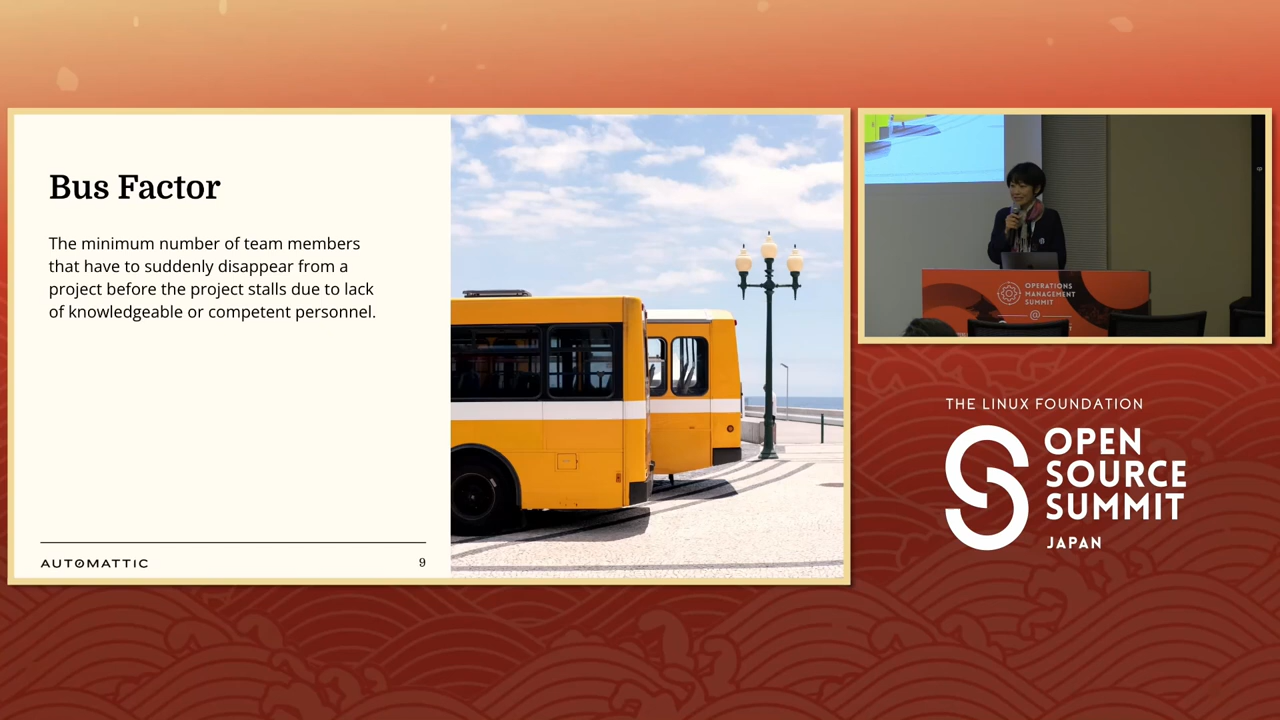 Bus Factor
The minimum number of team members
that have to suddenly disappear from a
project before the project stalls due to lack
of knowledgeable or competent personnel.
AUTOMATTIC
9
OPERATIONS
MANAGEMENT
SUMMIT
@
THE LINUX FOUNDATION
OPEN
SOURCE
SUMMIT
JAPAN